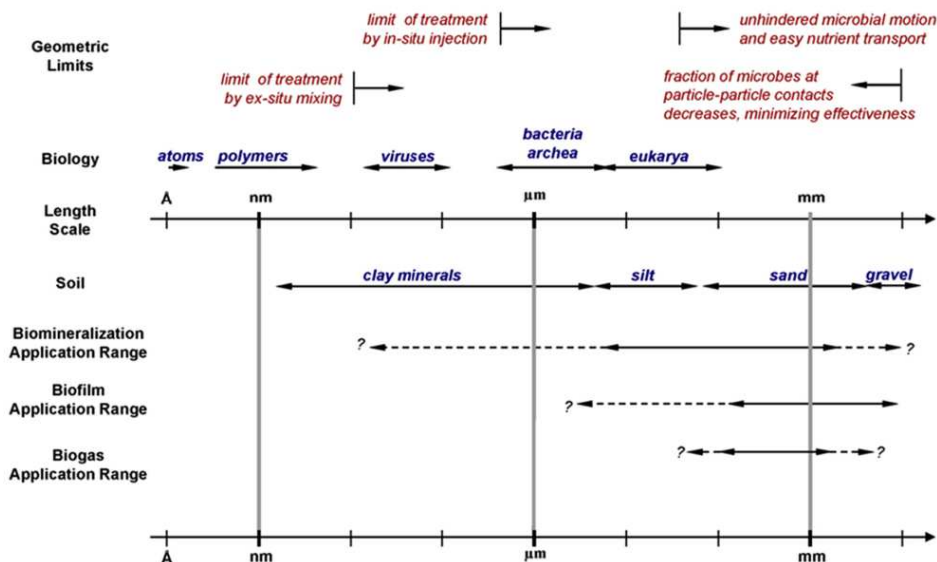 Geometric
Limits
limit of treatment
by in-situ injection
unhindered microbial motion
and easy nutrient transport
limit of treatment
by ex-situ mixing
fraction of microbes at
particle-particle contacts
decreases, minimizing effectiveness
Biology
atoms
polymers
viruses
bacteria
archea
eukarya
Length
Scale
Å
nm
μm
mm
Soil
clay minerals
silt
sand
gravel
Biomineralization
Application Range
?
?
Biofilm
Application Range
?
Biogas
Application Range
?
?
Å
nm
μm
mm